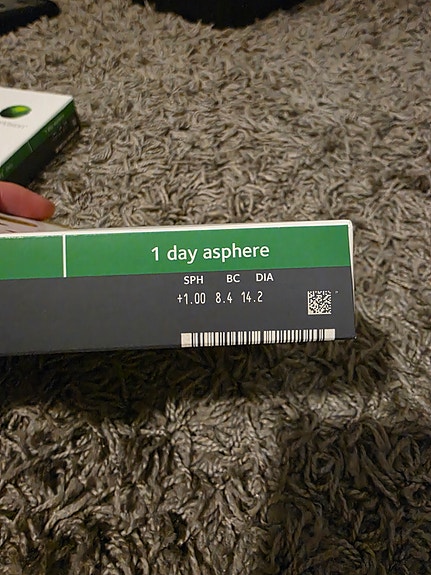 1 day asphere
SPH BC DIA
+1.00 8.4 14.2